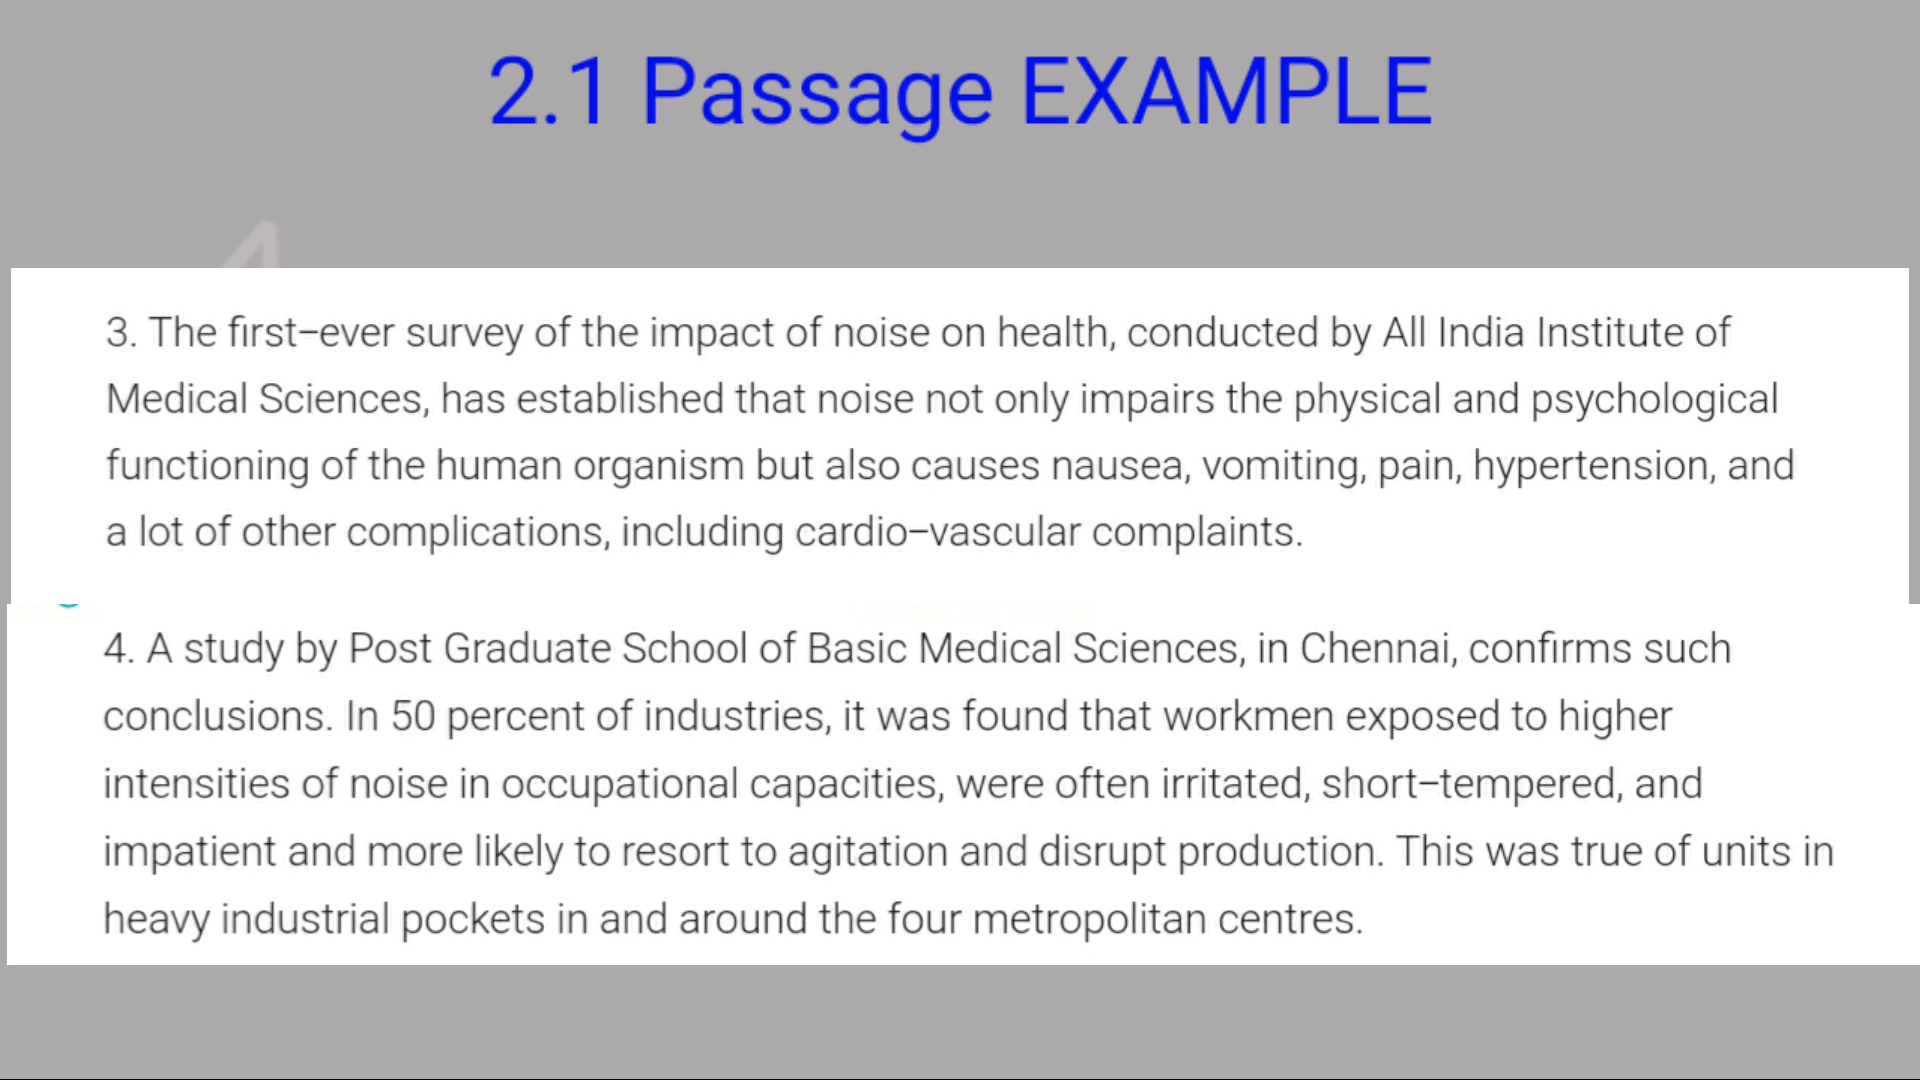 2.1 Passage EXAMPLE
3. The first–ever survey of the impact of noise on health, conducted by All India Institute of
Medical Sciences, has established that noise not only impairs the physical and psychological
functioning of the human organism but also causes nausea, vomiting, pain, hypertension, and
a lot of other complications, including cardio–vascular complaints.
4. A study by Post Graduate School of Basic Medical Sciences, in Chennai, confirms such
conclusions. In 50 percent of industries, it was found that workmen exposed to higher
intensities of noise in occupational capacities, were often irritated, short–tempered, and
impatient and more likely to resort to agitation and disrupt production. This was true of units in
heavy industrial pockets in and around the four metropolitan centres.